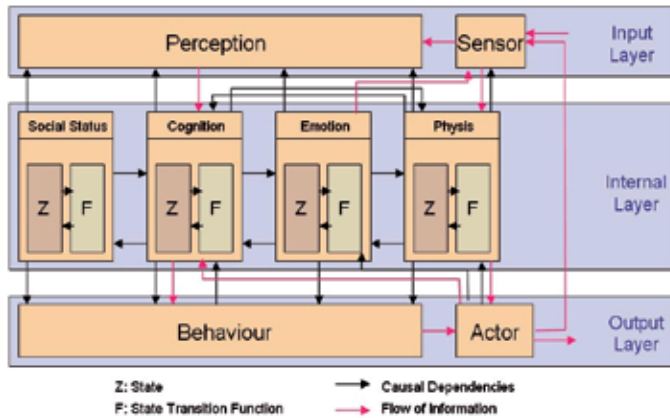 Perception
Sensor
Input
Layer
Social Status
Cognition
Emotion
Physis
Z
F
Z
F
Z
F
Z
F
Internal
Layer
Behaviour
Actor
Output
Layer
Z: State
Causal Dependencies
F: State Transition Function
Flow of Information